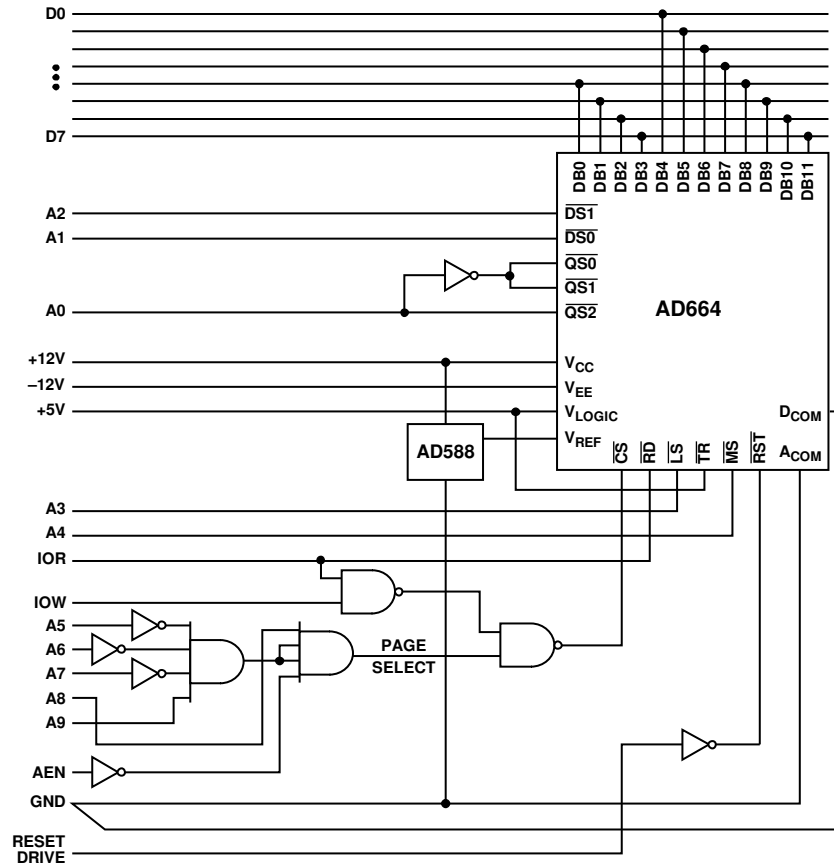 D0
D7
DB0
DB1
DB2
DB3
DB4
DB5
DB6
DB7
DB8
DB9
DB10
DB11
A2
DS1
A1
DS0
QS0
QS1
A0
QS2
AD664
+12V
VCC
–12V
VEE
+5V
VLOGIC
DCOM
VREF
AD588
CS
RD
LS
TR
MS
RST
ACOM
A3
A4
IOR
IOW
A5
A6
PAGE
SELECT
A7
A8
A9
AEN
GND
RESET
DRIVE